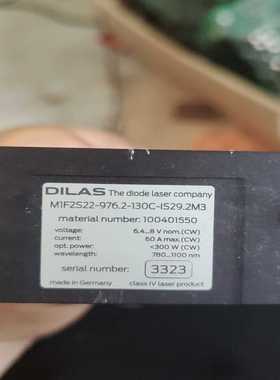 DILAS The diode laser company
M1F2S22-976.2-130C-IS29.2M3
material number: 100401550
voltage: 6,4...8 V nom.(CW)
current: 60 A max.(CW)
opt. power: <300 W (CW)
wavelength: 780...1100 nm
serial number: 3323
made in Germany class IV laser product